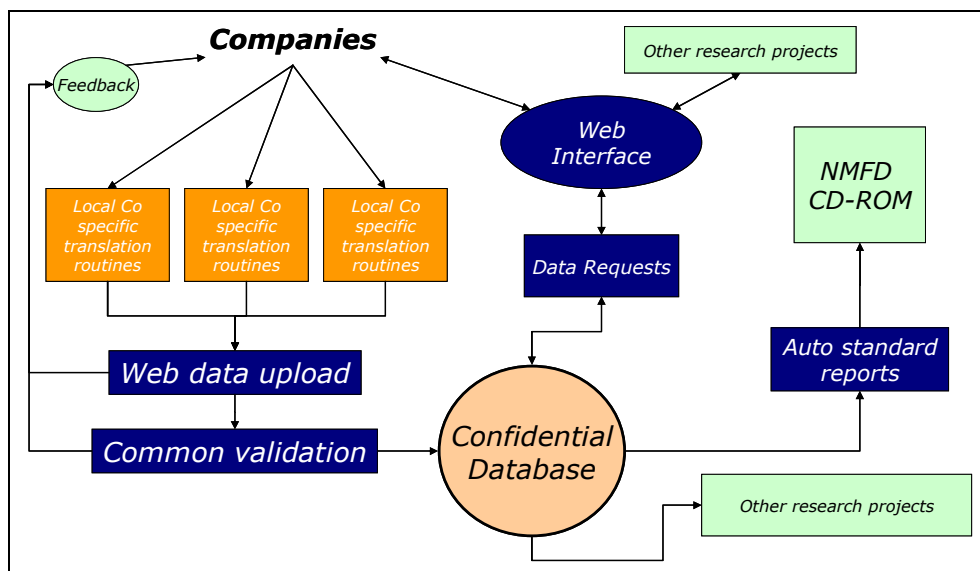 Companies
Other research projects
Feedback
Web
Interface
NMFD
CD-ROM
Local Co
specific
translation
routines
Local Co
specific
translation
routines
Local Co
specific
translation
routines
Data Requests
Auto standard
reports
Web data upload
Common validation
Confidential
Database
Other research projects